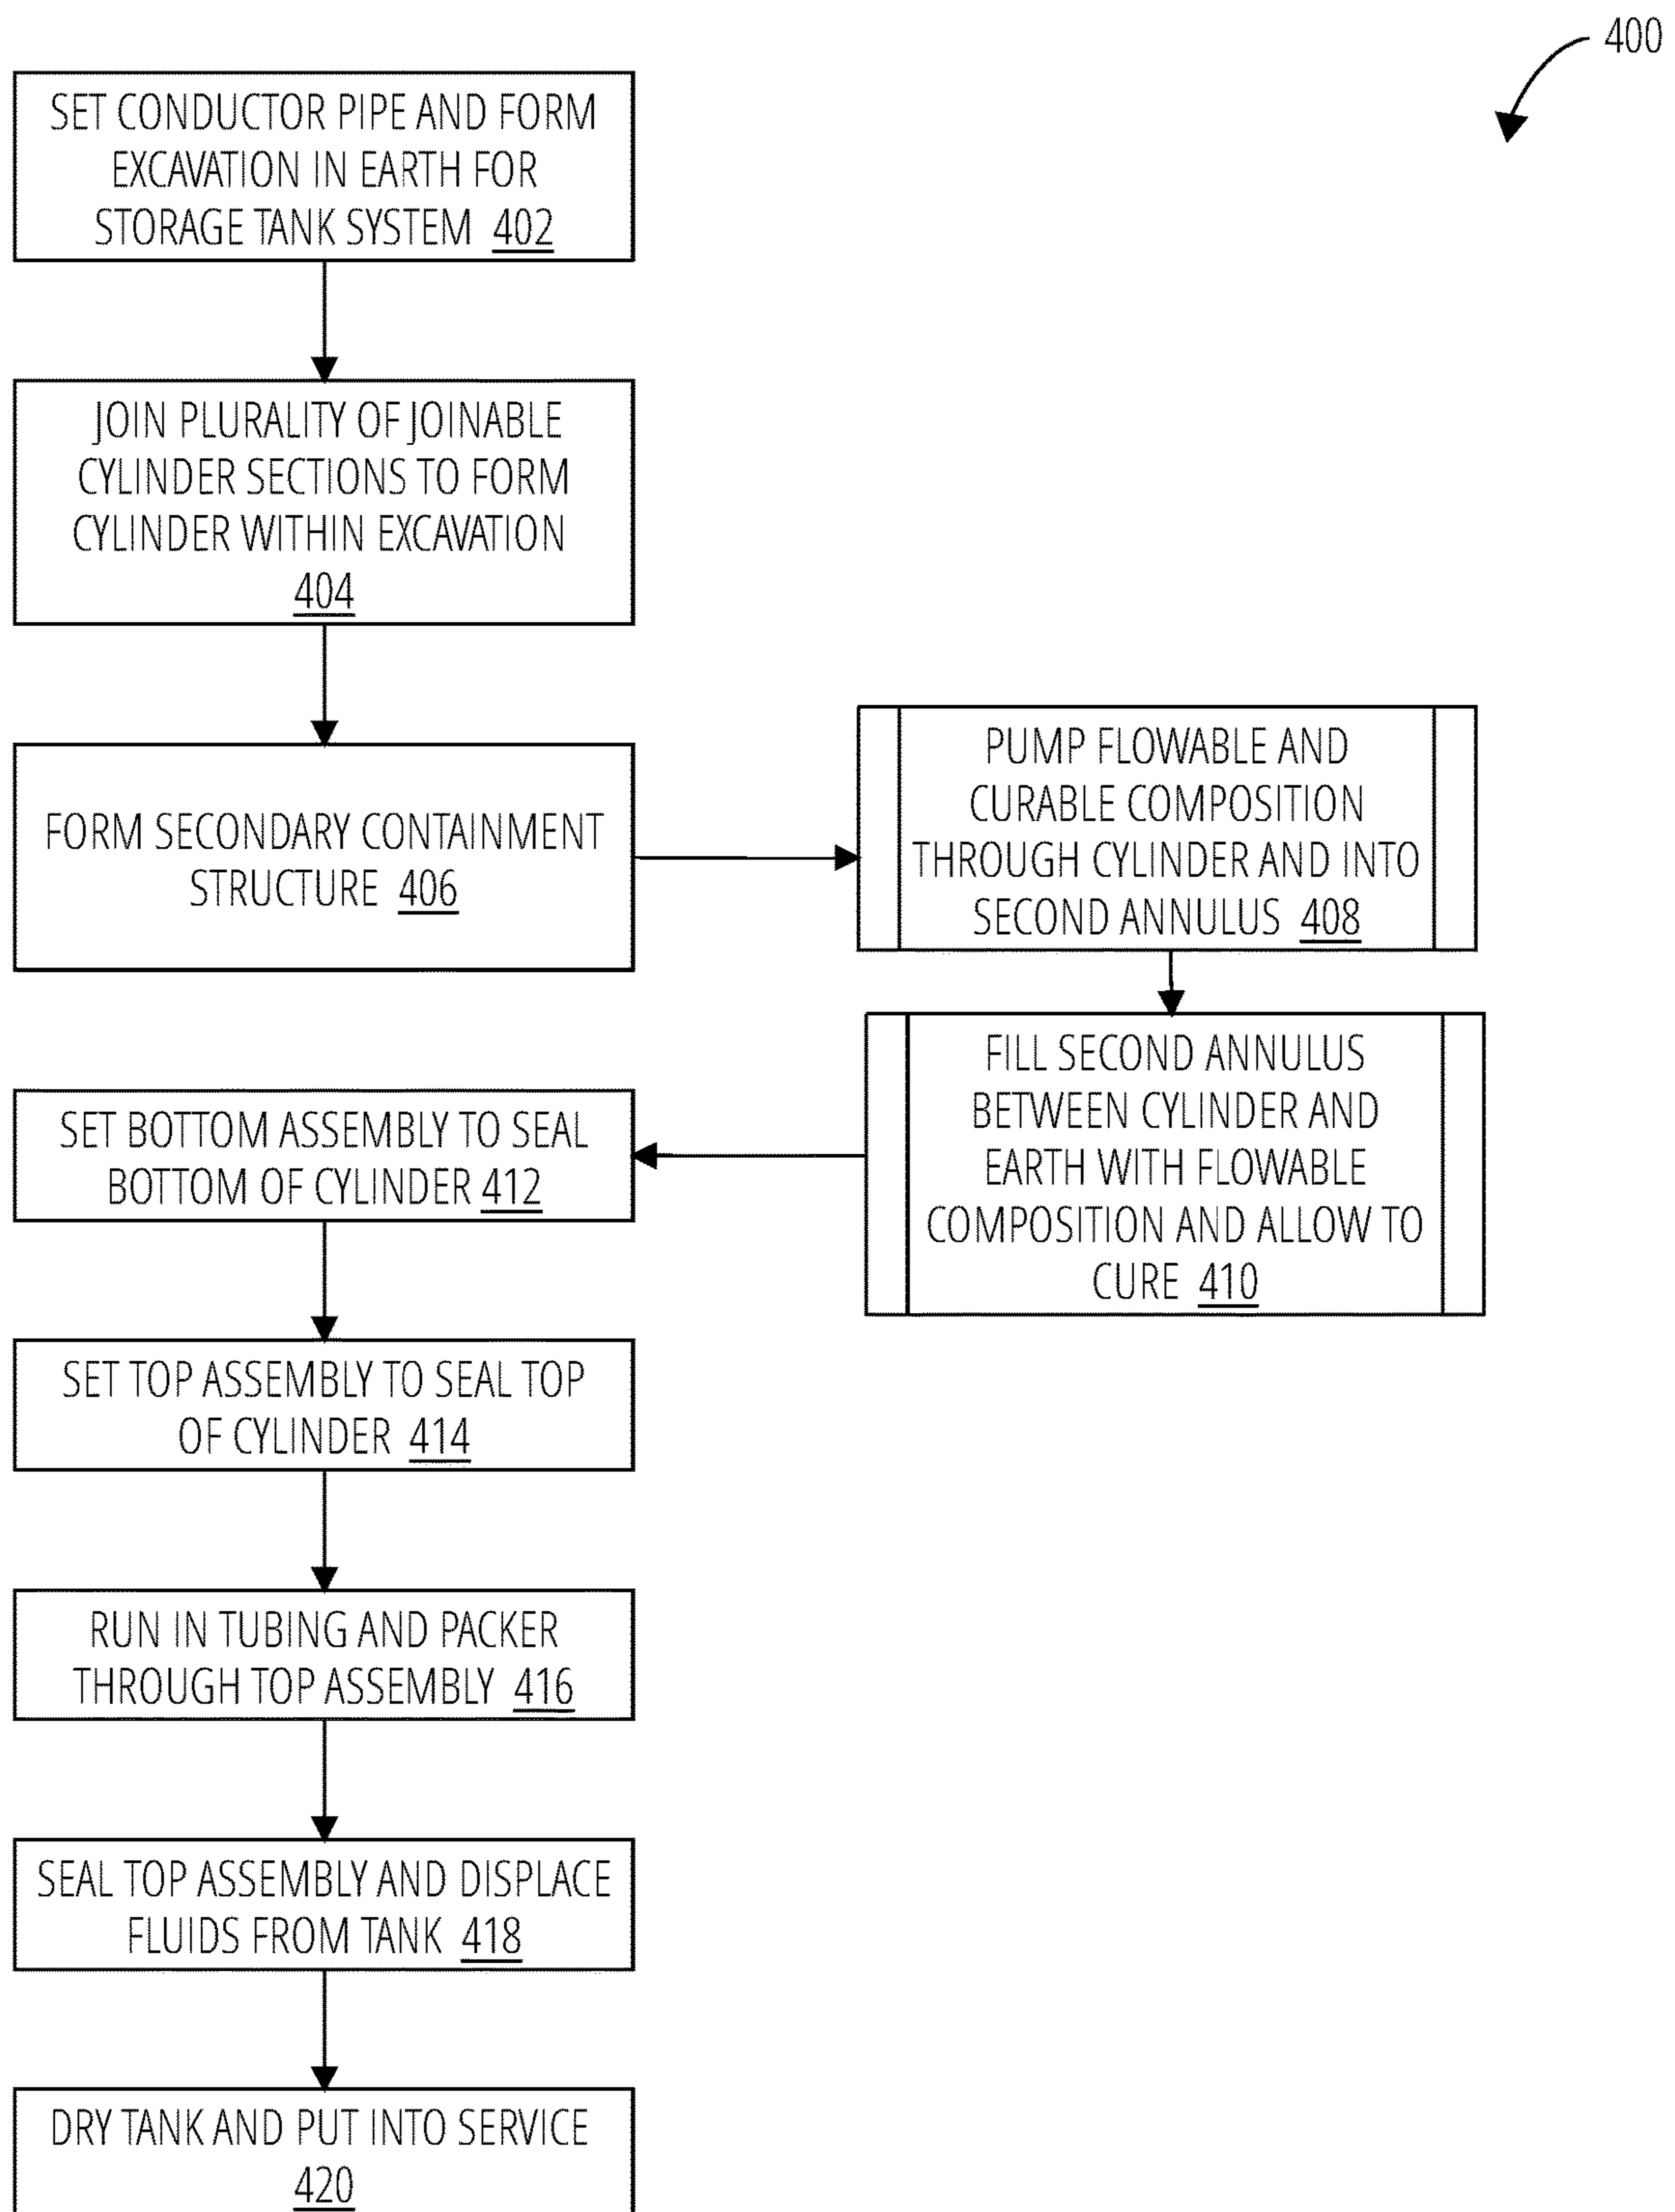 400
SET CONDUCTOR PIPE AND FORM
EXCAVATION IN EARTH FOR
STORAGE TANK SYSTEM 402
JOIN PLURALITY OF JOINABLE
CYLINDER SECTIONS TO FORM
CYLINDER WITHIN EXCAVATION
404
FORM SECONDARY CONTAINMENT
STRUCTURE 406
PUMP FLOWABLE AND
CURABLE COMPOSITION
THROUGH CYLINDER AND INTO
SECOND ANNULUS 408
FILL SECOND ANNULUS
BETWEEN CYLINDER AND
EARTH WITH FLOWABLE
COMPOSITION AND ALLOW TO
CURE 410
SET BOTTOM ASSEMBLY TO SEAL
BOTTOM OF CYLINDER 412
SET TOP ASSEMBLY TO SEAL TOP
OF CYLINDER 414
RUN IN TUBING AND PACKER
THROUGH TOP ASSEMBLY 416
SEAL TOP ASSEMBLY AND DISPLACE
FLUIDS FROM TANK 418
DRY TANK AND PUT INTO SERVICE
420